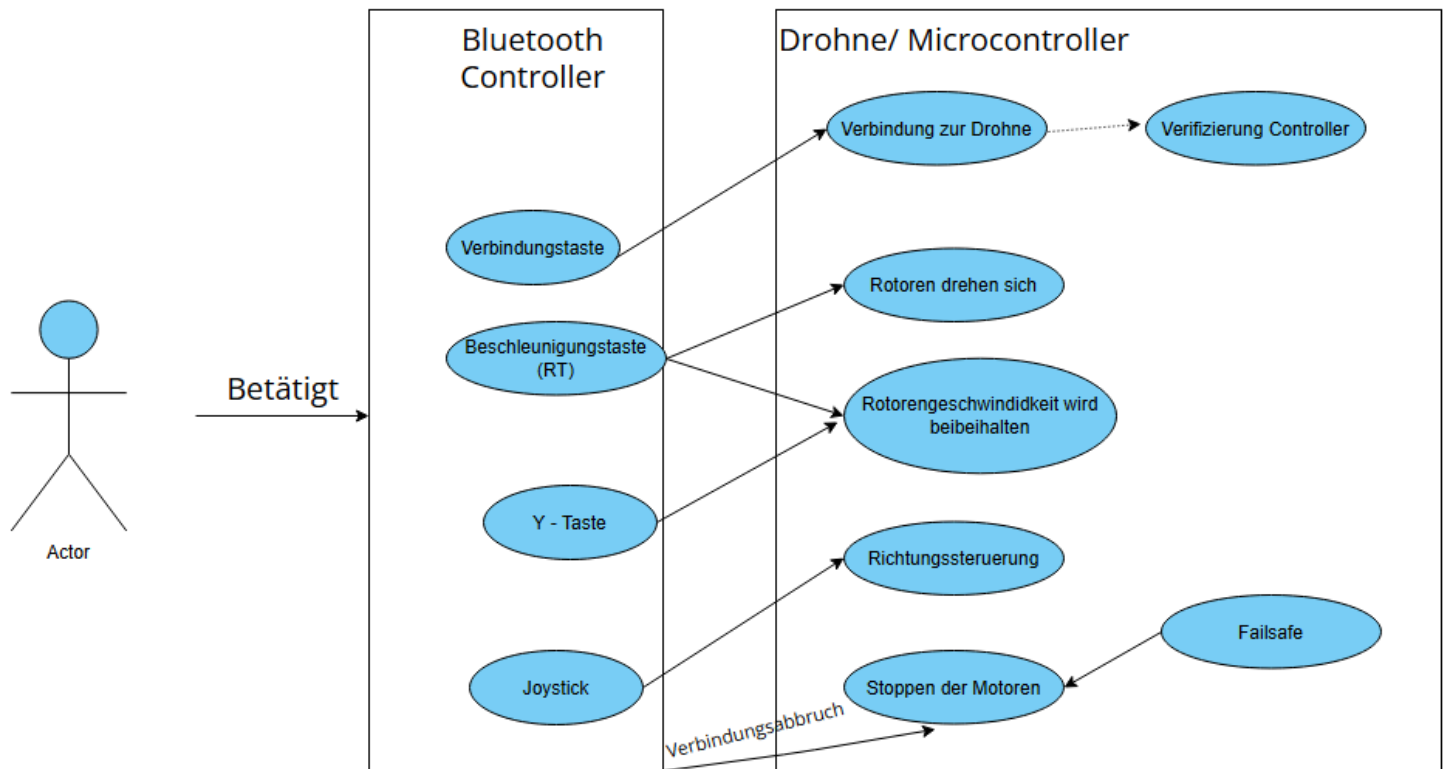 Bluetooth
Controller
Drohne/ Microcontroller
Verbindung zur Drohne
Verifizierung Controller
Verbindungstaste
Rotoren drehen sich
Beschleunigungstaste
(RT)
Betätigt
Rotorengeschwindidkeit wird
beibeihalten
Y - Taste
Actor
Richtungssteruerung
Failsafe
Joystick
Stoppen der Motoren
Verbindungsabbruch